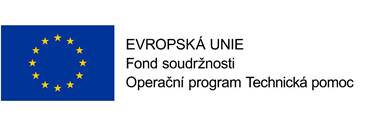 EVROPSKÁ UNIE
Fond soudržnosti
Operační program Technická pomoc